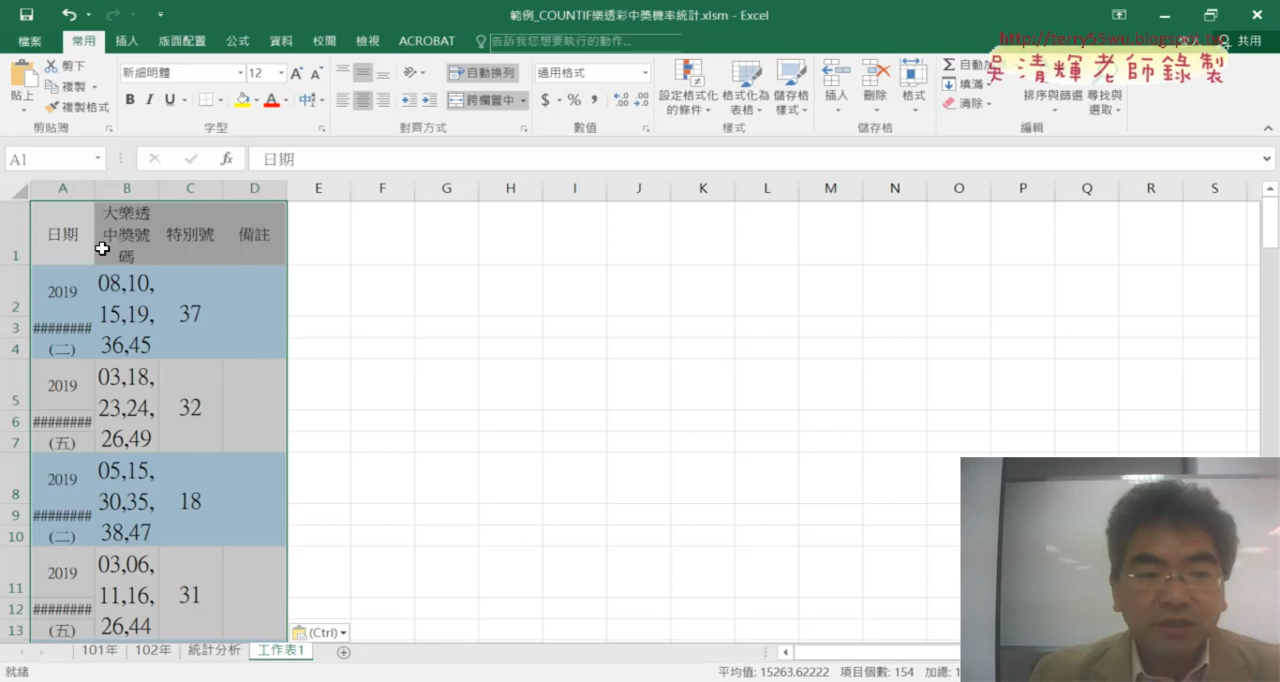 範例_COUNTIF樂透彩中獎機率統計.xlsm - Excel
http://terry55wu.blogspot.tw
吳清輝老師錄製
檔案 常用 插入 版面配置 公式 資料 校閱 檢視 ACROBAT 告訴我您想要執行的動作... 共用
貼上 剪下 複製 複製格式 剪貼簿
新細明體 12 A A B I U A 中 字型
自動換列 跨欄置中 對齊方式
通用格式 $ % , .00 數值
設定格式化的條件 格式化為表格 儲存格樣式 樣式
插入 刪除 格式 儲存格
Σ 自動加 填滿 清除 排序與篩選 尋找與選取 編輯
A1 fx 日期
A B C D E F G H I J K L M N O P Q R S
1 日期 大樂透中獎號碼 特別號 備註
2 2019 08,10,
3 ######## 15,19, 37
4 (二) 36,45
5 2019 03,18,
6 ######## 23,24, 32
7 (五) 26,49
8 2019 05,15,
9 ######## 30,35, 18
10 (二) 38,47
11 2019 03,06,
12 ######## 11,16, 31
13 (五) 26,44
(Ctrl)
101年 102年 統計分析 工作表1
就緒 平均值: 15263.62222 項目個數: 154 加總: 1